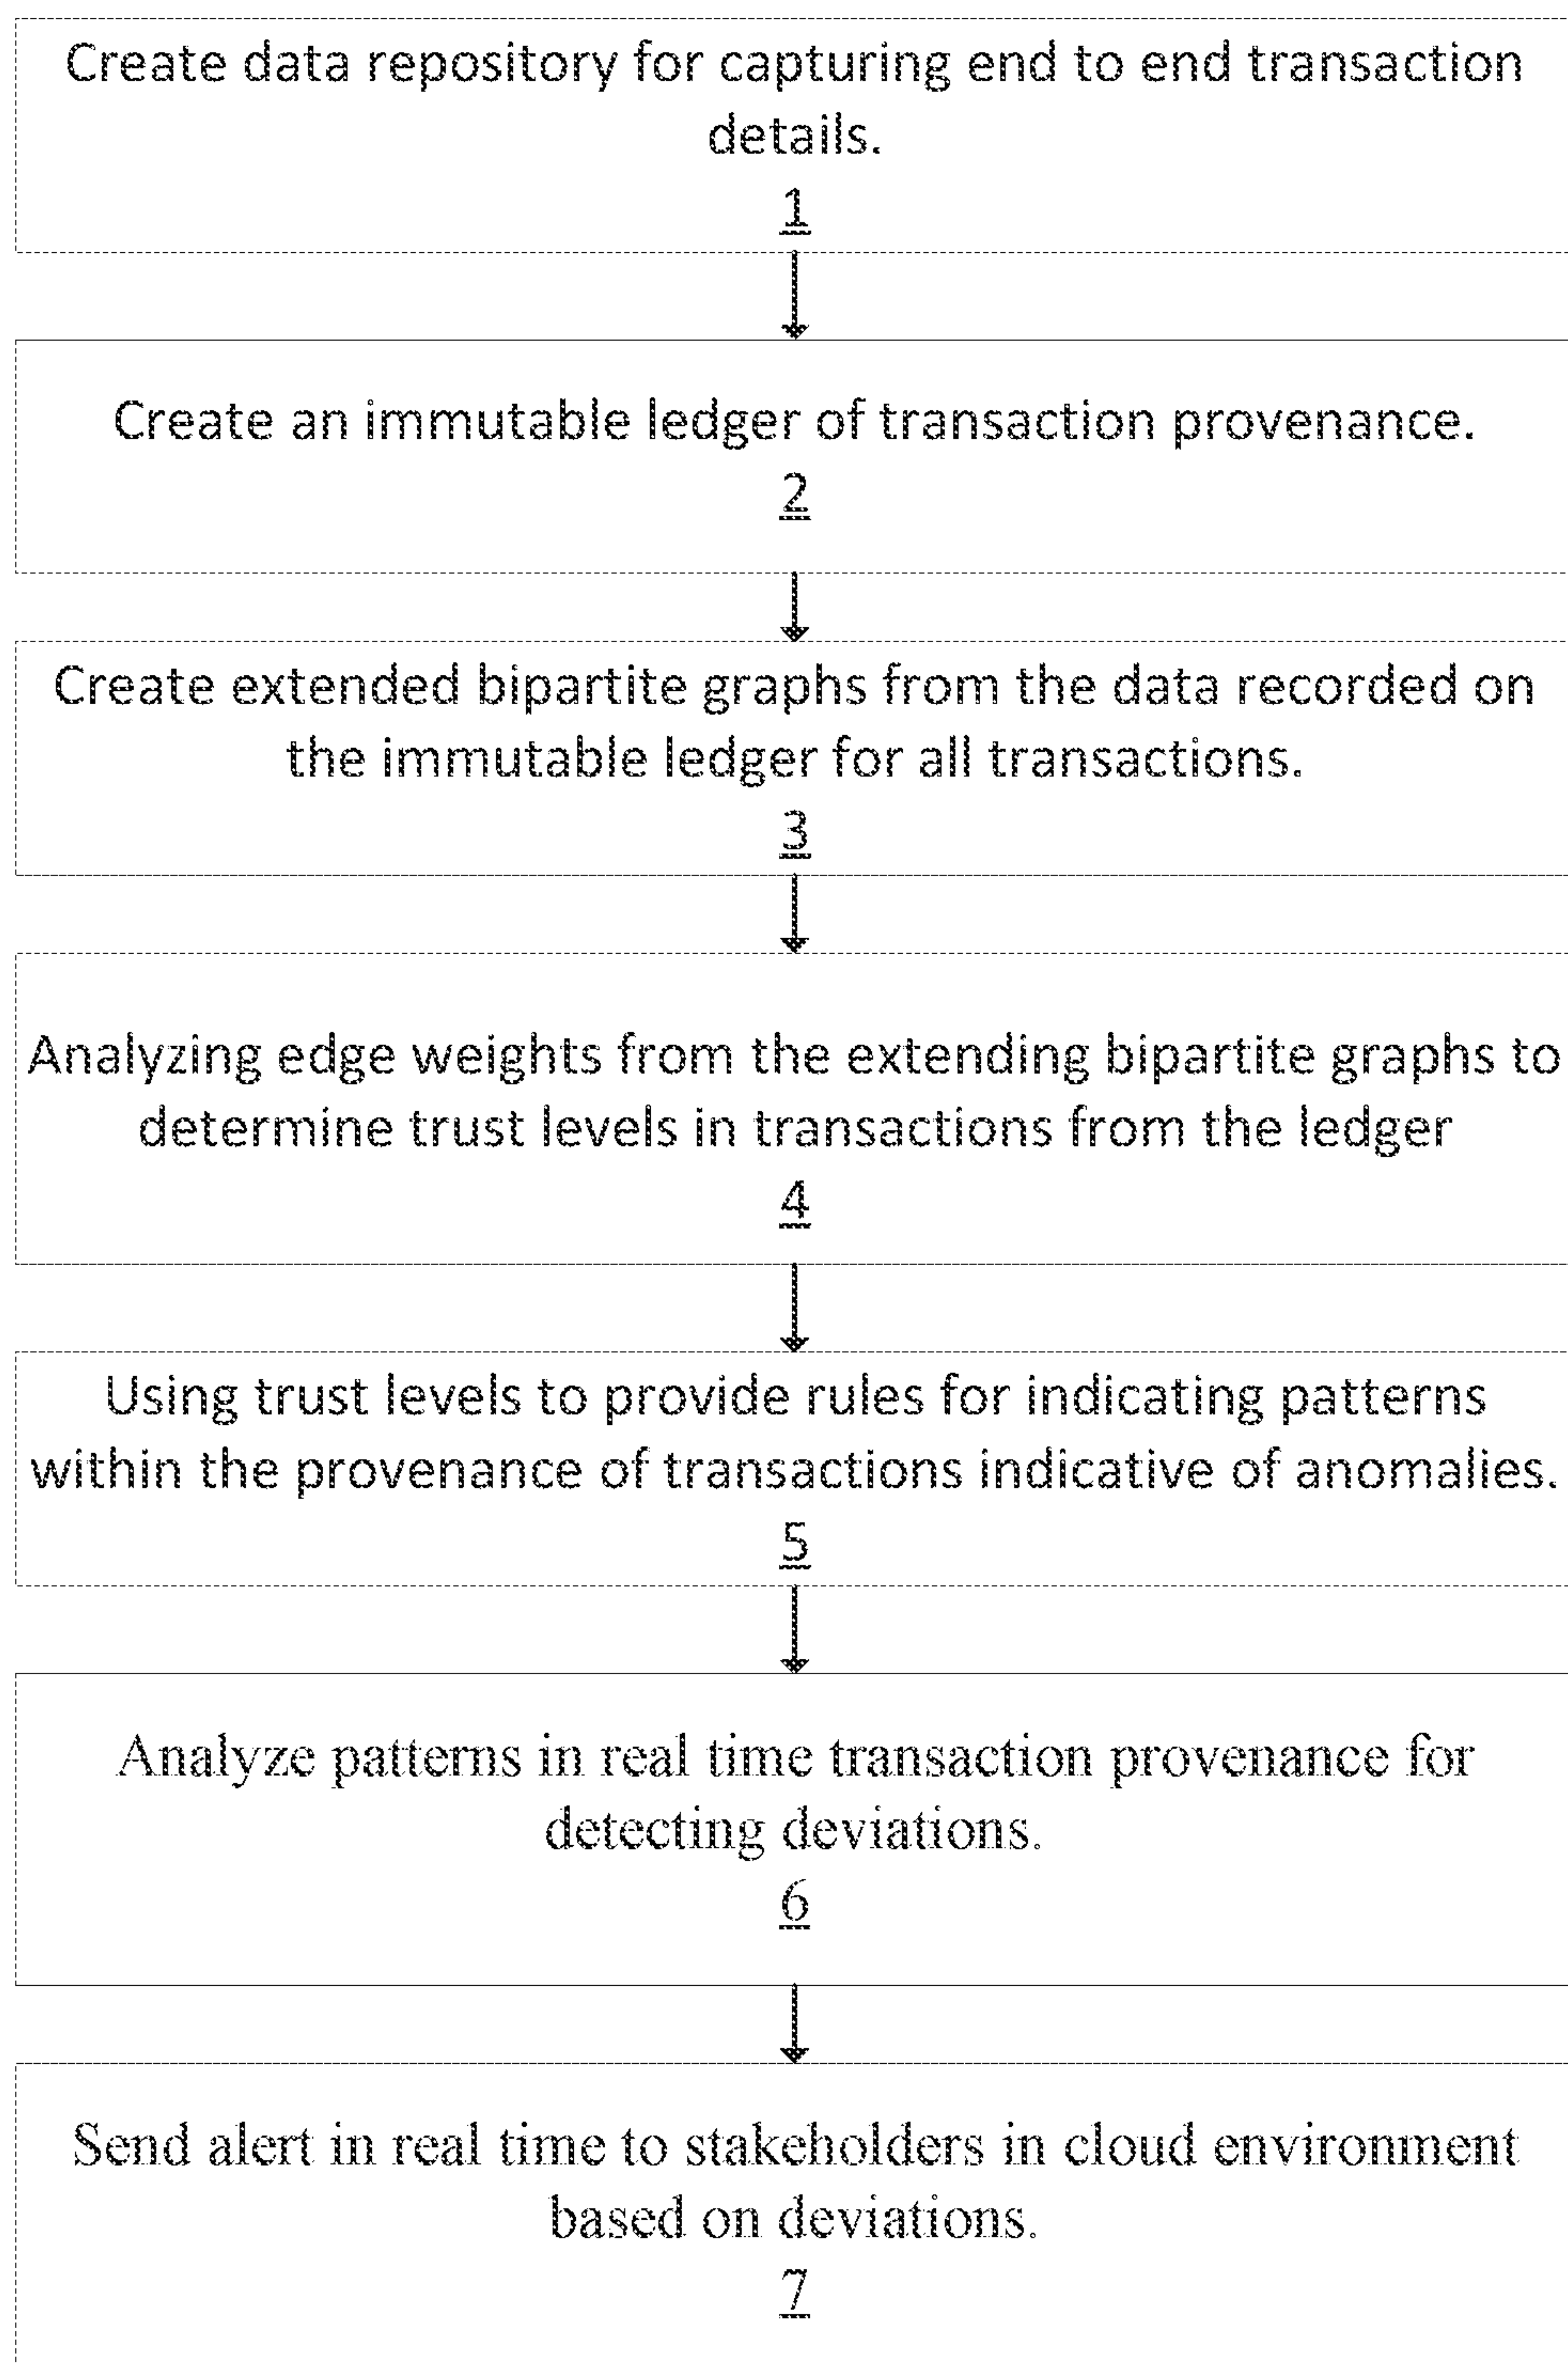 Create data repository for capturing end to end transaction
details.
1
Create an immutable ledger of transaction provenance.
2
Create extended bipartite graphs from the data recorded on
the immutable ledger for all transactions.
3
Analyzing edge weights from the extending bipartite graphs to
determine trust levels in transactions from the ledger
4
Using trust levels to provide rules for indicating patterns
within the provenance of transactions indicative of anomalies.
5
Analyze patterns in real time transaction provenance for
detecting deviations.
6
Send alert in real time to stakeholders in cloud environment
based on deviations.
7